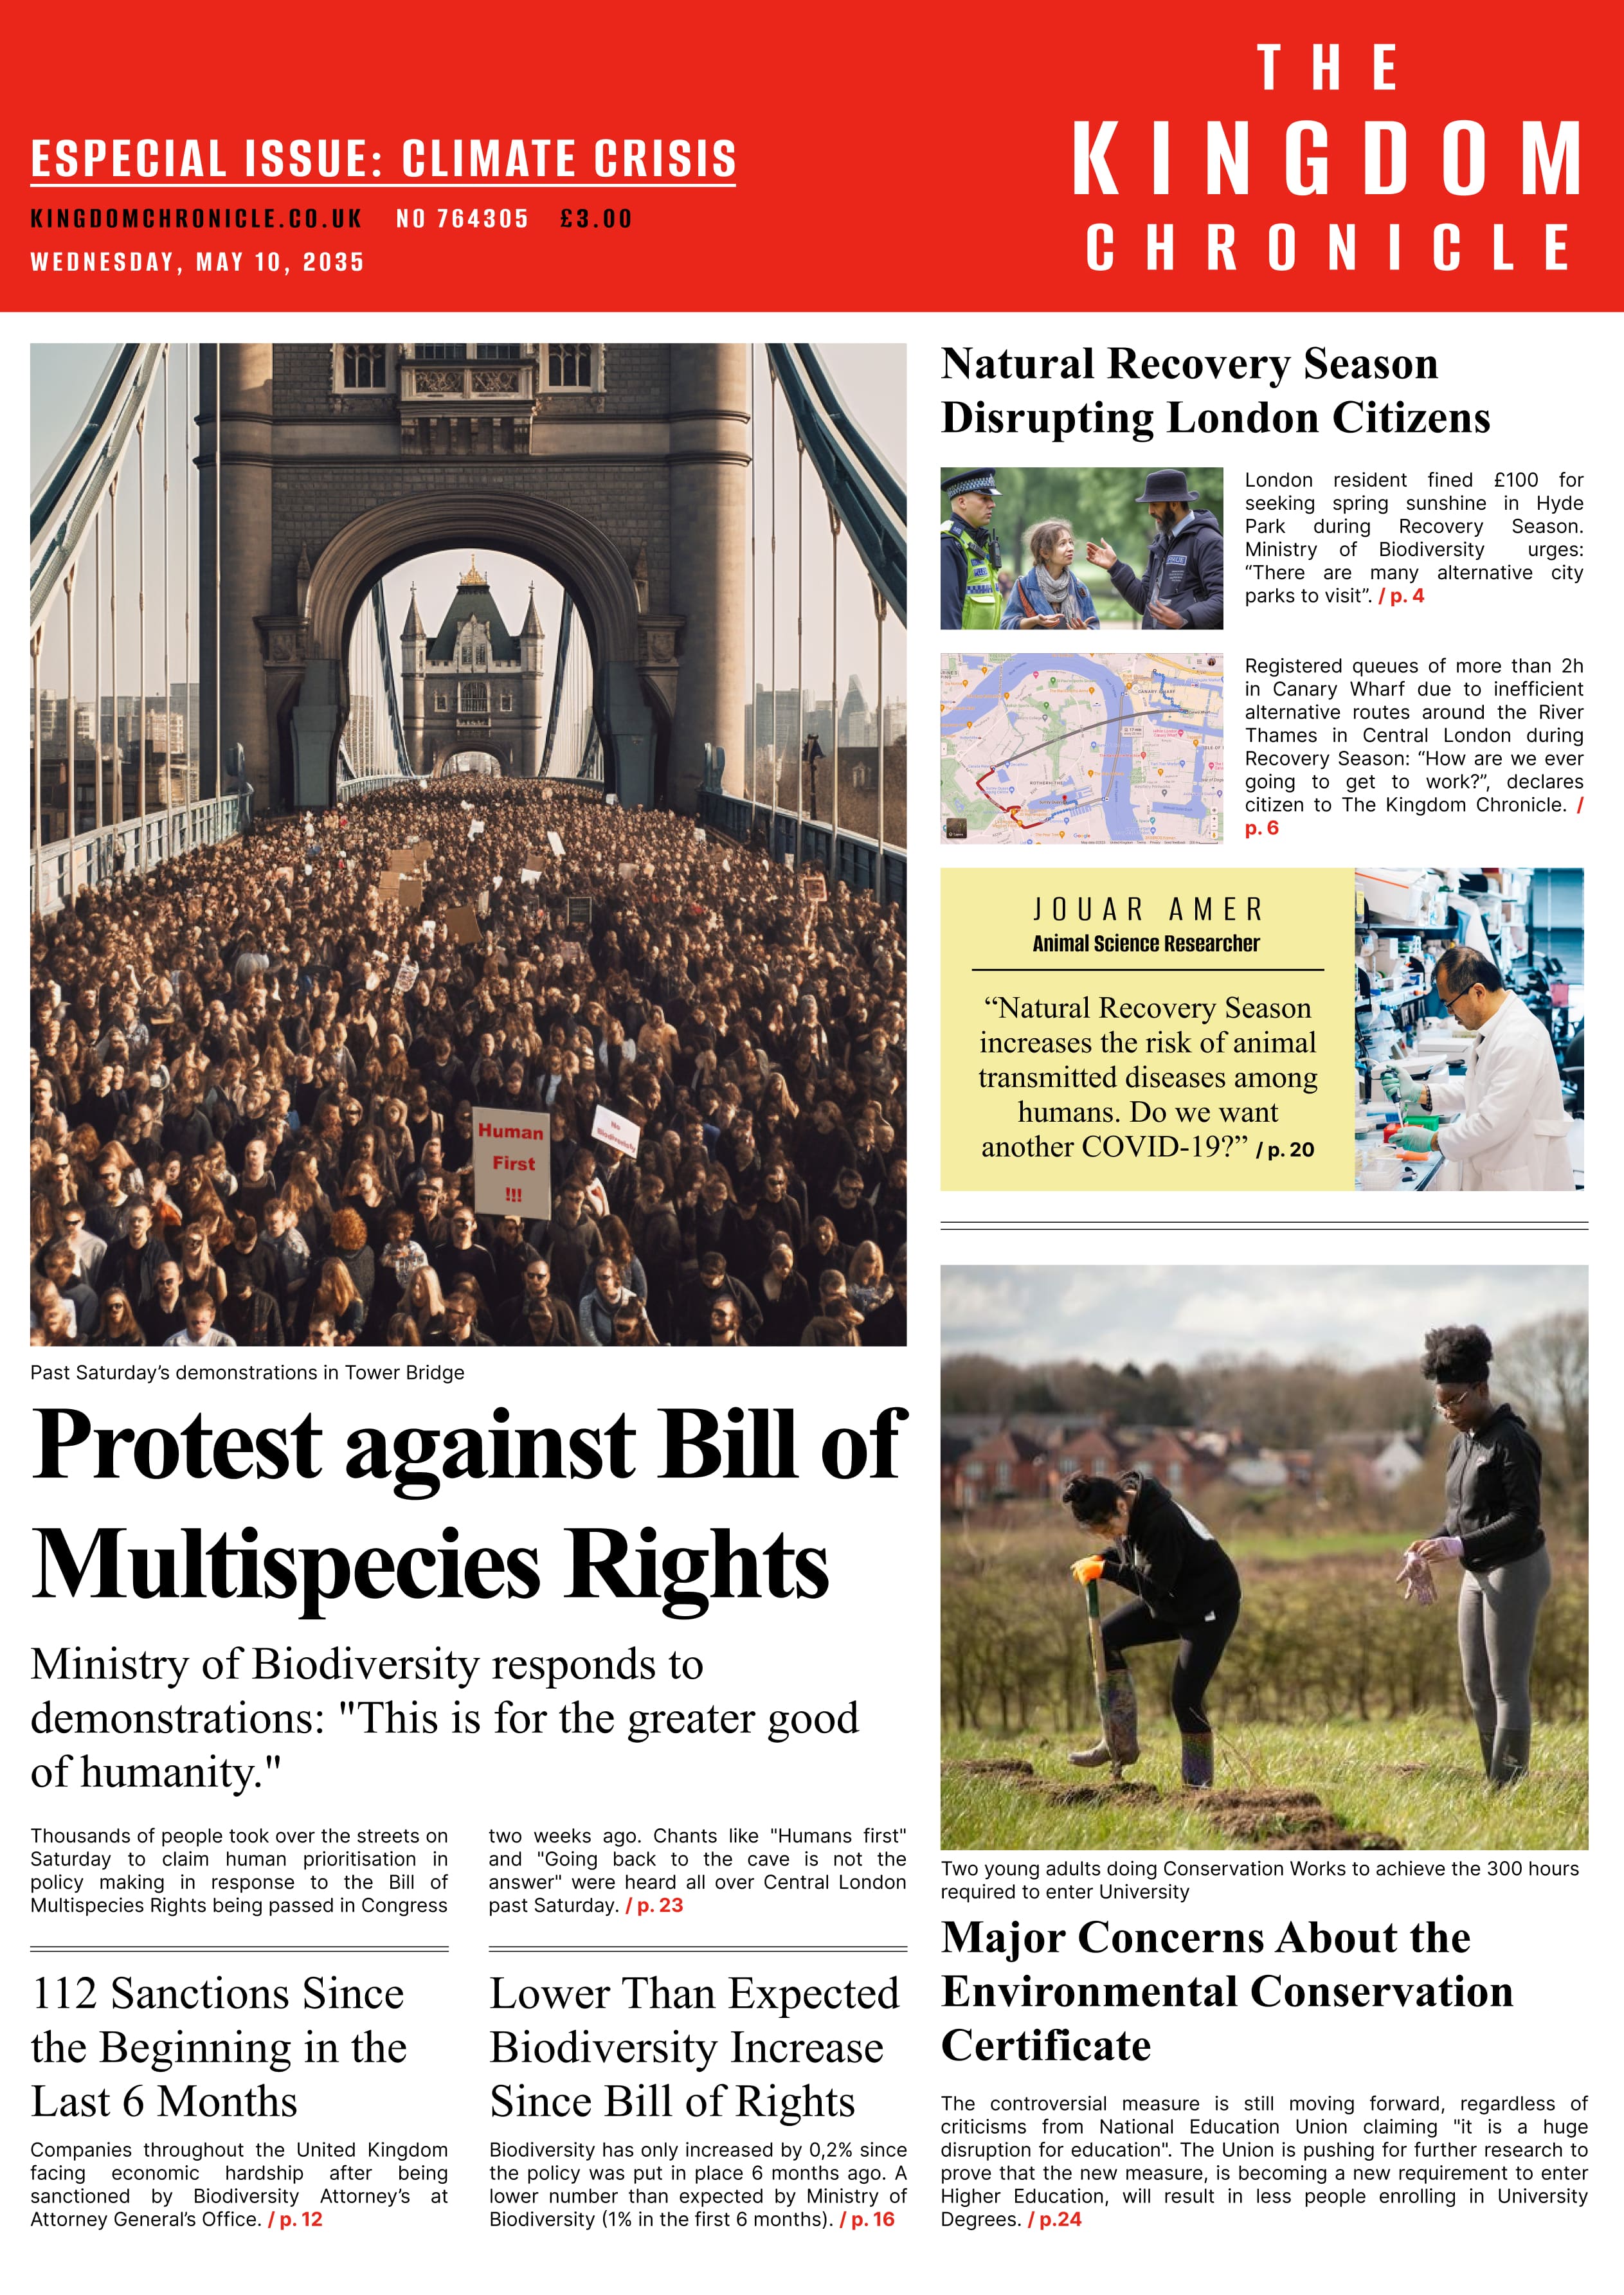 ESPECIAL ISSUE: CLIMATE CRISIS
KINGDOMCHRONICLE.CO.UK NO 764305 £3.00
WEDNESDAY, MAY 10, 2035
THE
KINGDOM
CHRONICLE
Human
First
!!!
No
Biodiversity
Past Saturday’s demonstrations in Tower Bridge
Protest against Bill of
Multispecies Rights
Ministry of Biodiversity responds to
demonstrations: "This is for the greater good
of humanity."
Thousands of people took over the streets on
Saturday to claim human prioritisation in
policy making in response to the Bill of
Multispecies Rights being passed in Congress
two weeks ago. Chants like "Humans first"
and "Going back to the cave is not the
answer" were heard all over Central London
past Saturday. / p. 23
112 Sanctions Since
the Beginning in the
Last 6 Months
Companies throughout the United Kingdom
facing economic hardship after being
sanctioned by Biodiversity Attorney’s at
Attorney General’s Office. / p. 12
Lower Than Expected
Biodiversity Increase
Since Bill of Rights
Biodiversity has only increased by 0,2% since
the policy was put in place 6 months ago. A
lower number than expected by Ministry of
Biodiversity (1% in the first 6 months). / p. 16
Natural Recovery Season
Disrupting London Citizens
London resident fined £100 for
seeking spring sunshine in Hyde
Park during Recovery Season.
Ministry of Biodiversity urges:
“There are many alternative city
parks to visit”. / p. 4
CANARY WHARF
ROTHERHITHE
Google
Registered queues of more than 2h
in Canary Wharf due to inefficient
alternative routes around the River
Thames in Central London during
Recovery Season: “How are we ever
going to get to work?”, declares
citizen to The Kingdom Chronicle. /
p. 6
JOUAR AMER
Animal Science Researcher
“Natural Recovery Season
increases the risk of animal
transmitted diseases among
humans. Do we want
another COVID-19?” / p. 20
Two young adults doing Conservation Works to achieve the 300 hours
required to enter University
Major Concerns About the
Environmental Conservation
Certificate
The controversial measure is still moving forward, regardless of
criticisms from National Education Union claiming "it is a huge
disruption for education". The Union is pushing for further research to
prove that the new measure, is becoming a new requirement to enter
Higher Education, will result in less people enrolling in University
Degrees. / p.24